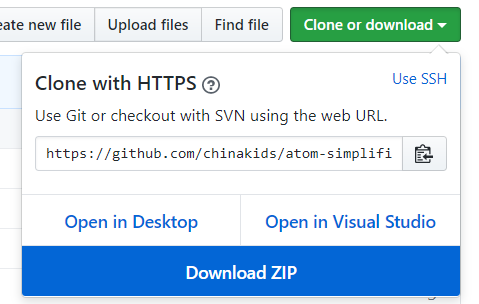 eate new file Upload files Find file Clone or download
Clone with HTTPS ? Use SSH
Use Git or checkout with SVN using the web URL.
https://github.com/chinakids/atom-simplifi
Open in Desktop Open in Visual Studio
Download ZIP